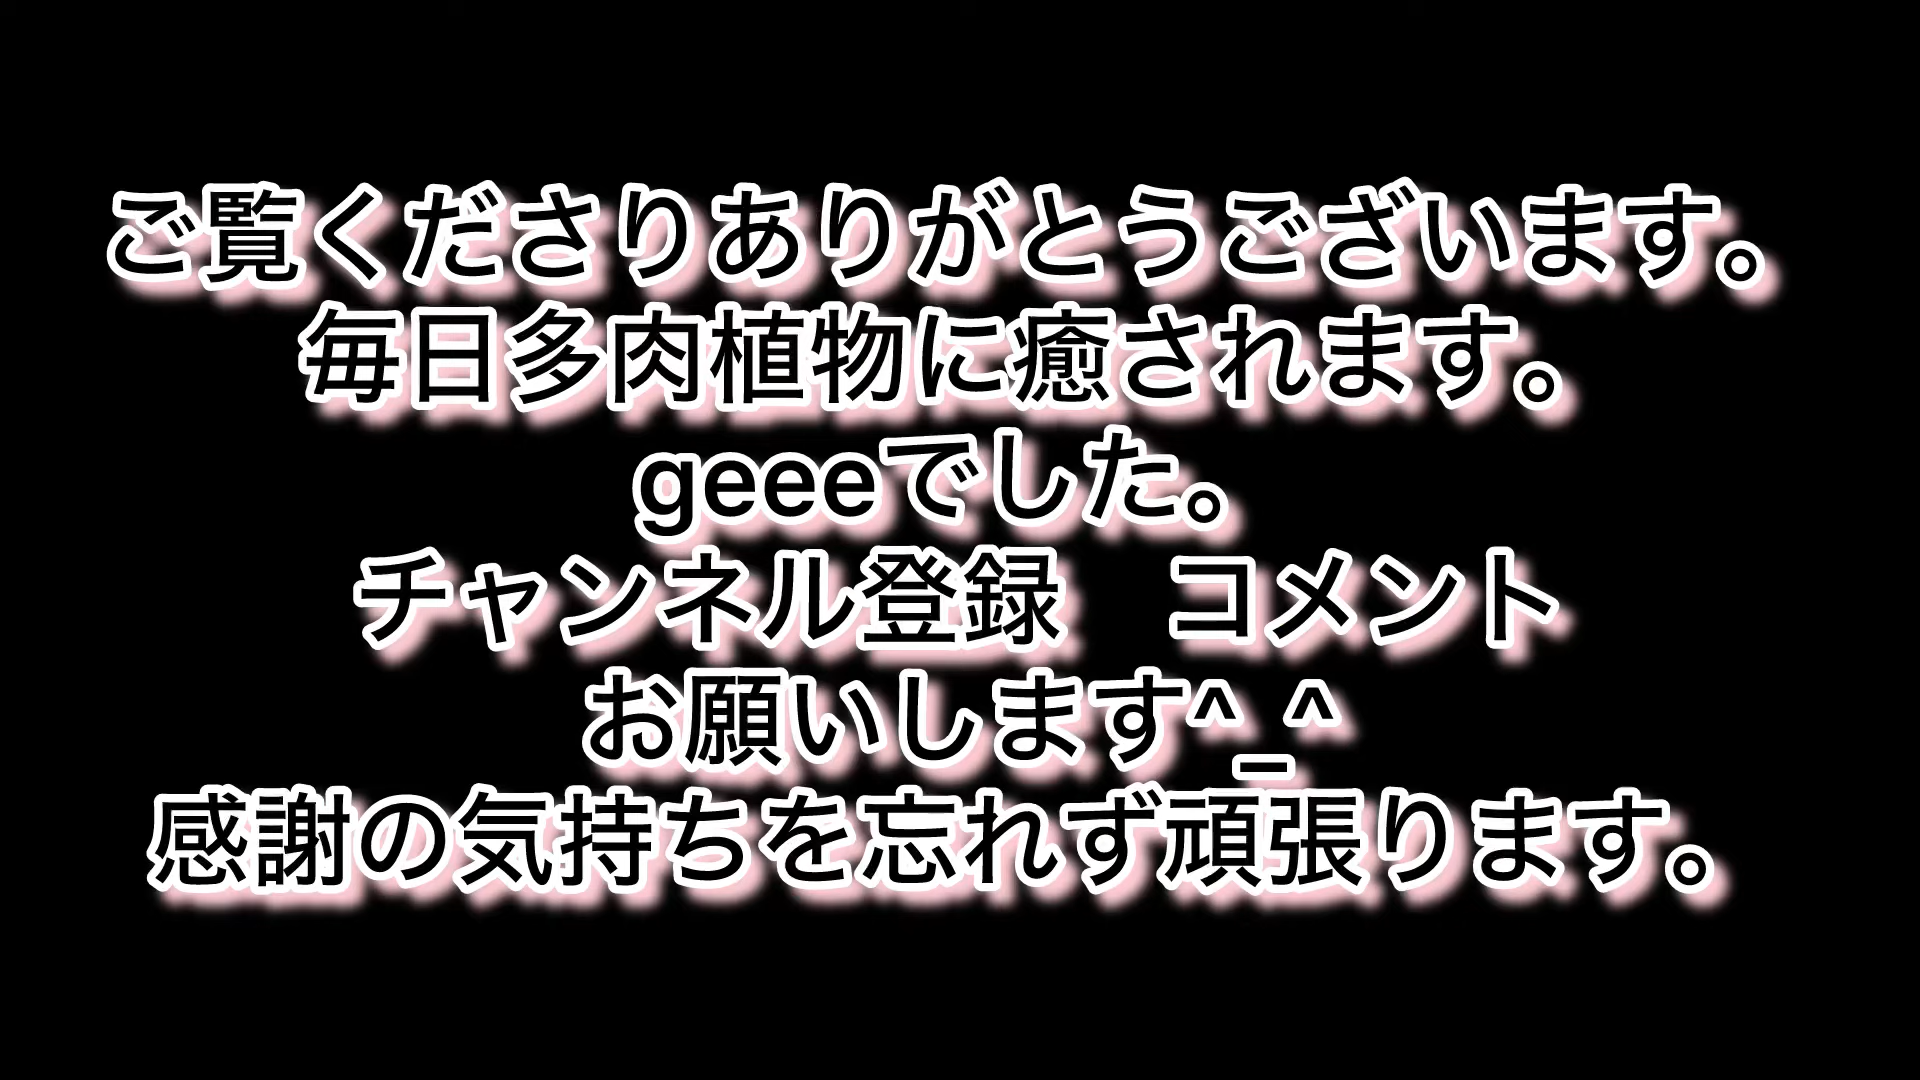 ご覧くださりありがとうございます。
毎日多肉植物に癒されます。
geeeでした。
チャンネル登録　コメント
お願いします^_^
感謝の気持ちを忘れず頑張ります。